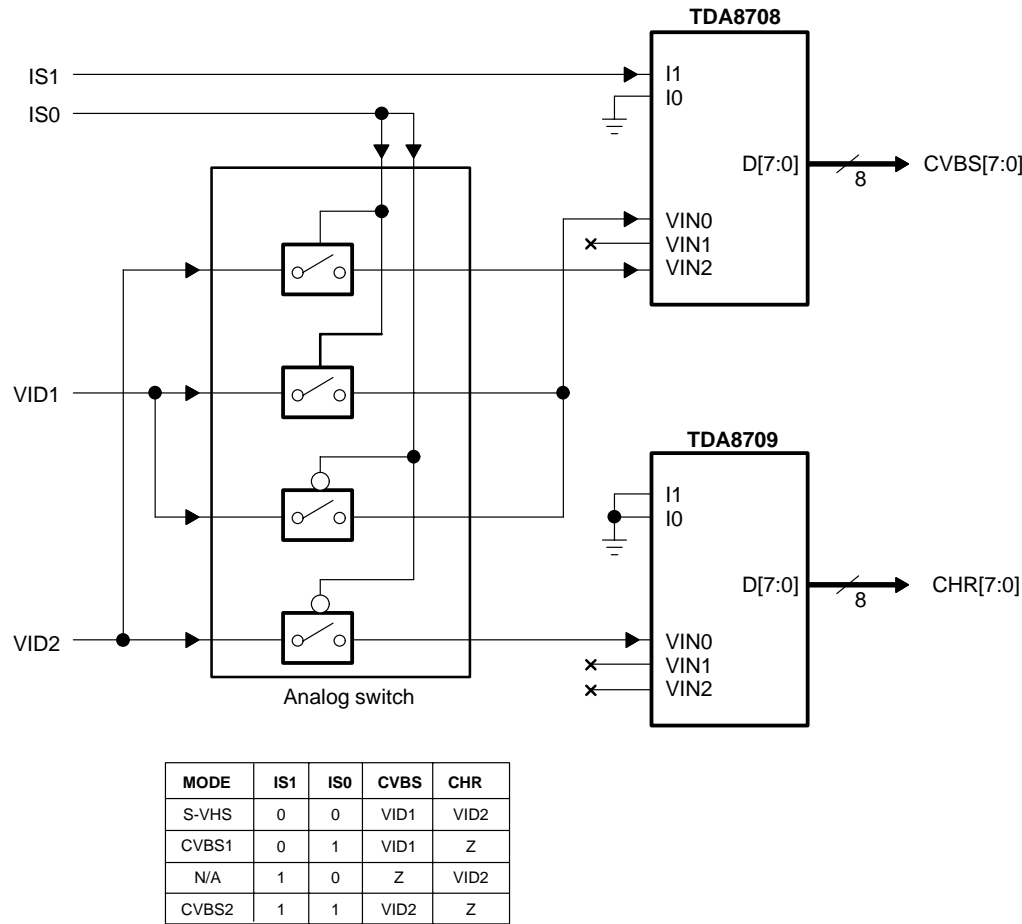 TDA8708
IS1
I1
IS0
I0
D[7:0]
8
CVBS[7:0]
VIN0
VIN1
VIN2
VID1
TDA8709
I1
I0
D[7:0]
8
CHR[7:0]
VID2
VIN0
VIN1
VIN2
Analog switch
MODE IS1 IS0 CVBS CHR
S-VHS 0 0 VID1 VID2
CVBS1 0 1 VID1 Z
N/A 1 0 Z VID2
CVBS2 1 1 VID2 Z